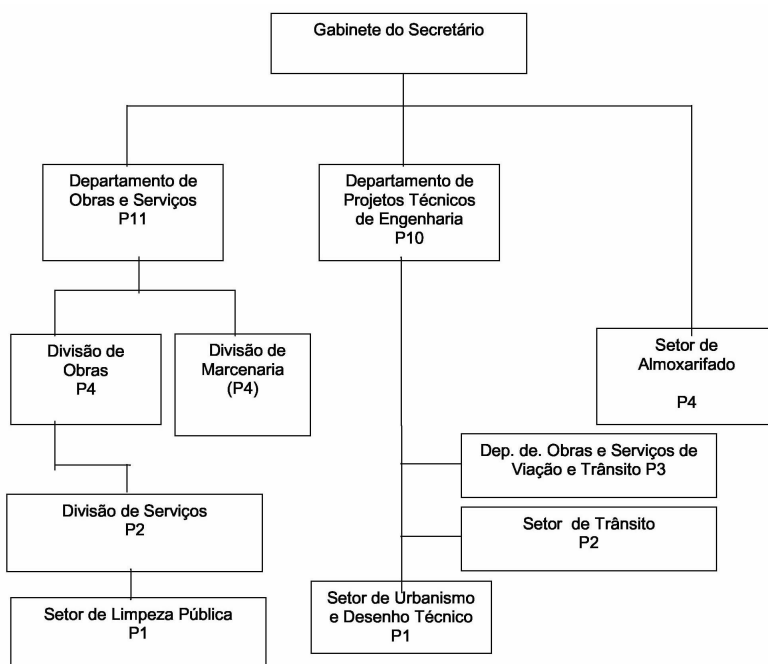 Gabinete do Secretário
Departamento de
Obras e Serviços
P11
Departamento de
Projetos Técnicos
de Engenharia
P10
Divisão de
Obras
P4
Divisão de
Marcenaria
(P4)
Setor de
Almoxarifado
P4
Dep. de. Obras e Serviços de
Viação e Trânsito P3
Divisão de Serviços
P2
Setor de Trânsito
P2
Setor de Limpeza Pública
P1
Setor de Urbanismo
e Desenho Técnico
P1